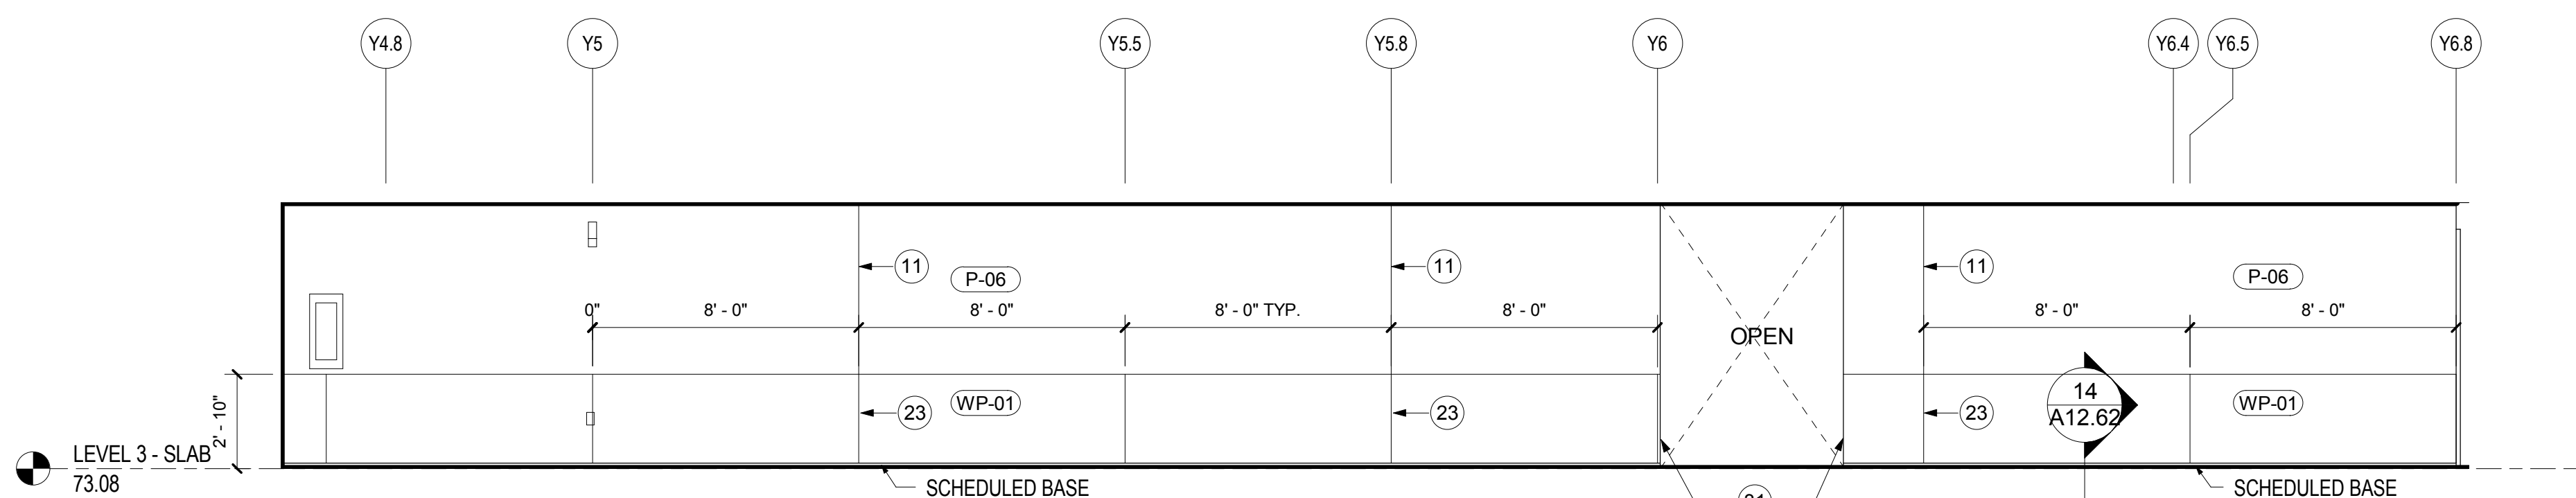 Y4.8
Y5
Y5.5
Y5.8
Y6
Y6.4
Y6.5
Y6.8
11
11
11
P-06
P-06
0"
8' - 0"
8' - 0"
8' - 0" TYP.
8' - 0"
8' - 0"
8' - 0"
OPEN
14
A12.62
WP-01
WP-01
23
23
23
2' - 10"
LEVEL 3 - SLAB
73.08
SCHEDULED BASE
SCHEDULED BASE